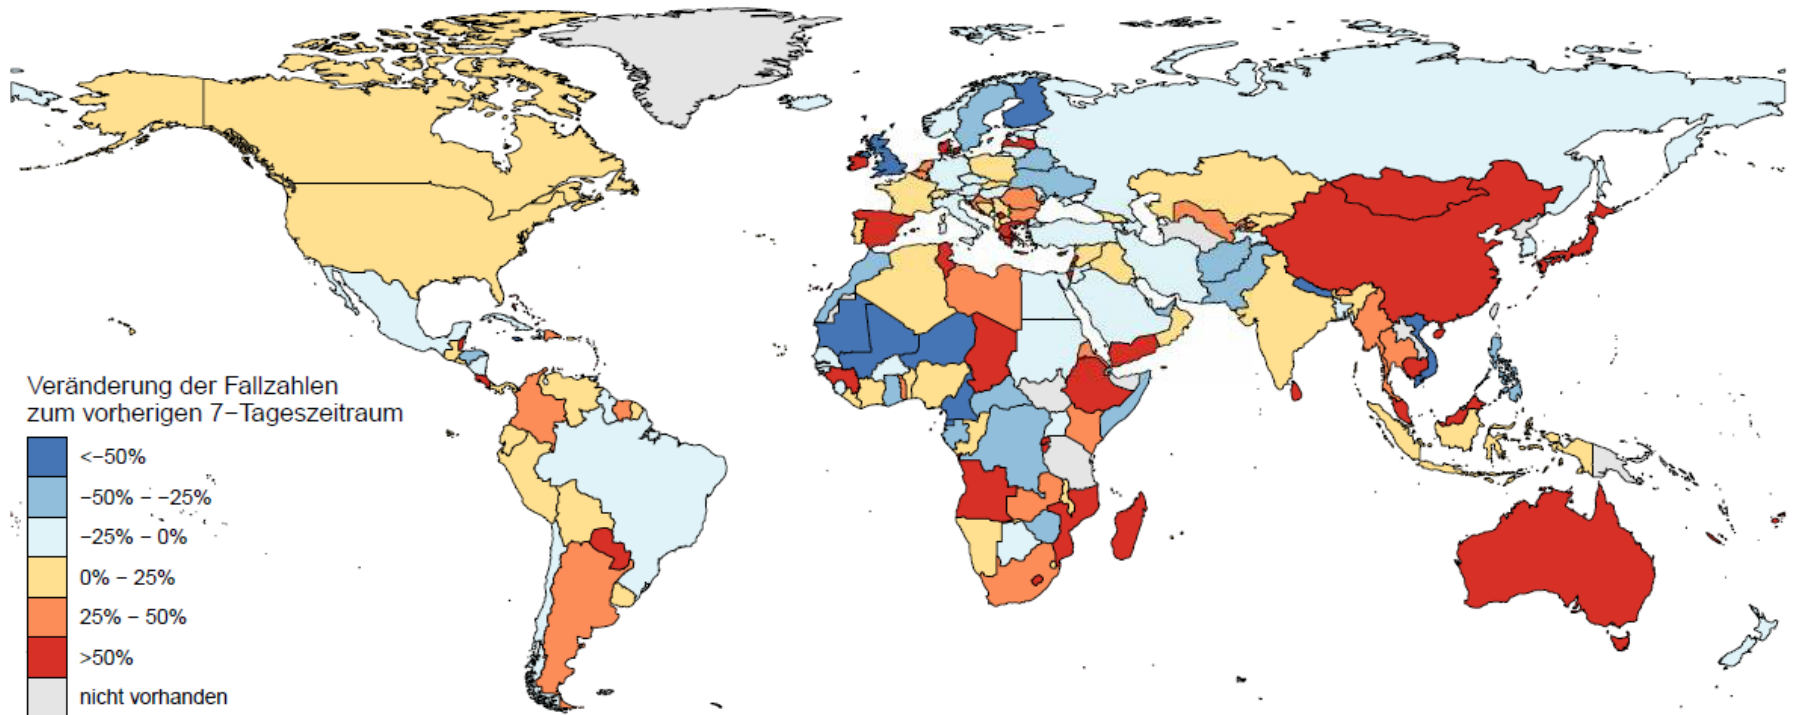 Veränderung der Fallzahlen
zum vorherigen 7−Tageszeitraum
<−50%
−50% − −25%
−25% − 0%
0% − 25%
25% − 50%
>50%
nicht vorhanden